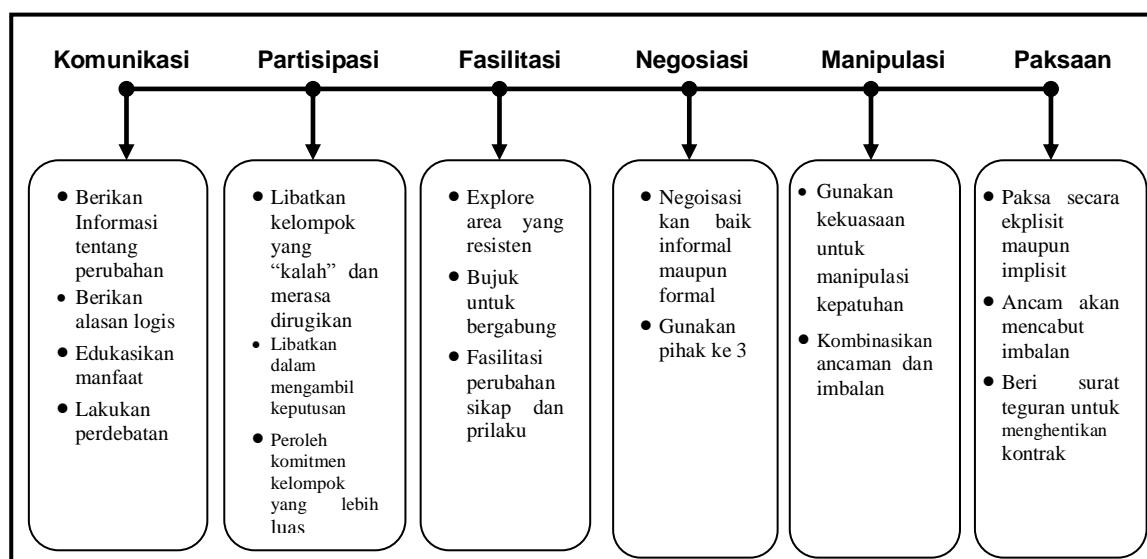 Komunikasi
Partisipasi
Fasilitasi
Negosiasi
Manipulasi
Paksaan
• Berikan
Informasi
tentang
perubahan
• Berikan
alasan logis
• Edukasikan
manfaat
• Lakukan
perdebatan
• Libatkan
kelompok
yang
“kalah” dan
merasa
dirugikan
• Libatkan
dalam
mengambil
keputusan
• Peroleh
komitmen
kelompok
yang lebih
luas
• Explore
area yang
resisten
• Bujuk
untuk
bergabung
• Fasilitasi
perubahan
sikap dan
prilaku
• Negoisasi
kan baik
informal
maupun
formal
• Gunakan
pihak ke 3
• Gunakan
kekuasaan
untuk
manipulasi
kepatuhan
• Kombinasikan
ancaman dan
imbalan
• Paksa secara
ekplisit
maupun
implisit
• Ancam akan
mencabut
imbalan
• Beri surat
teguran untuk
menghentikan
kontrak